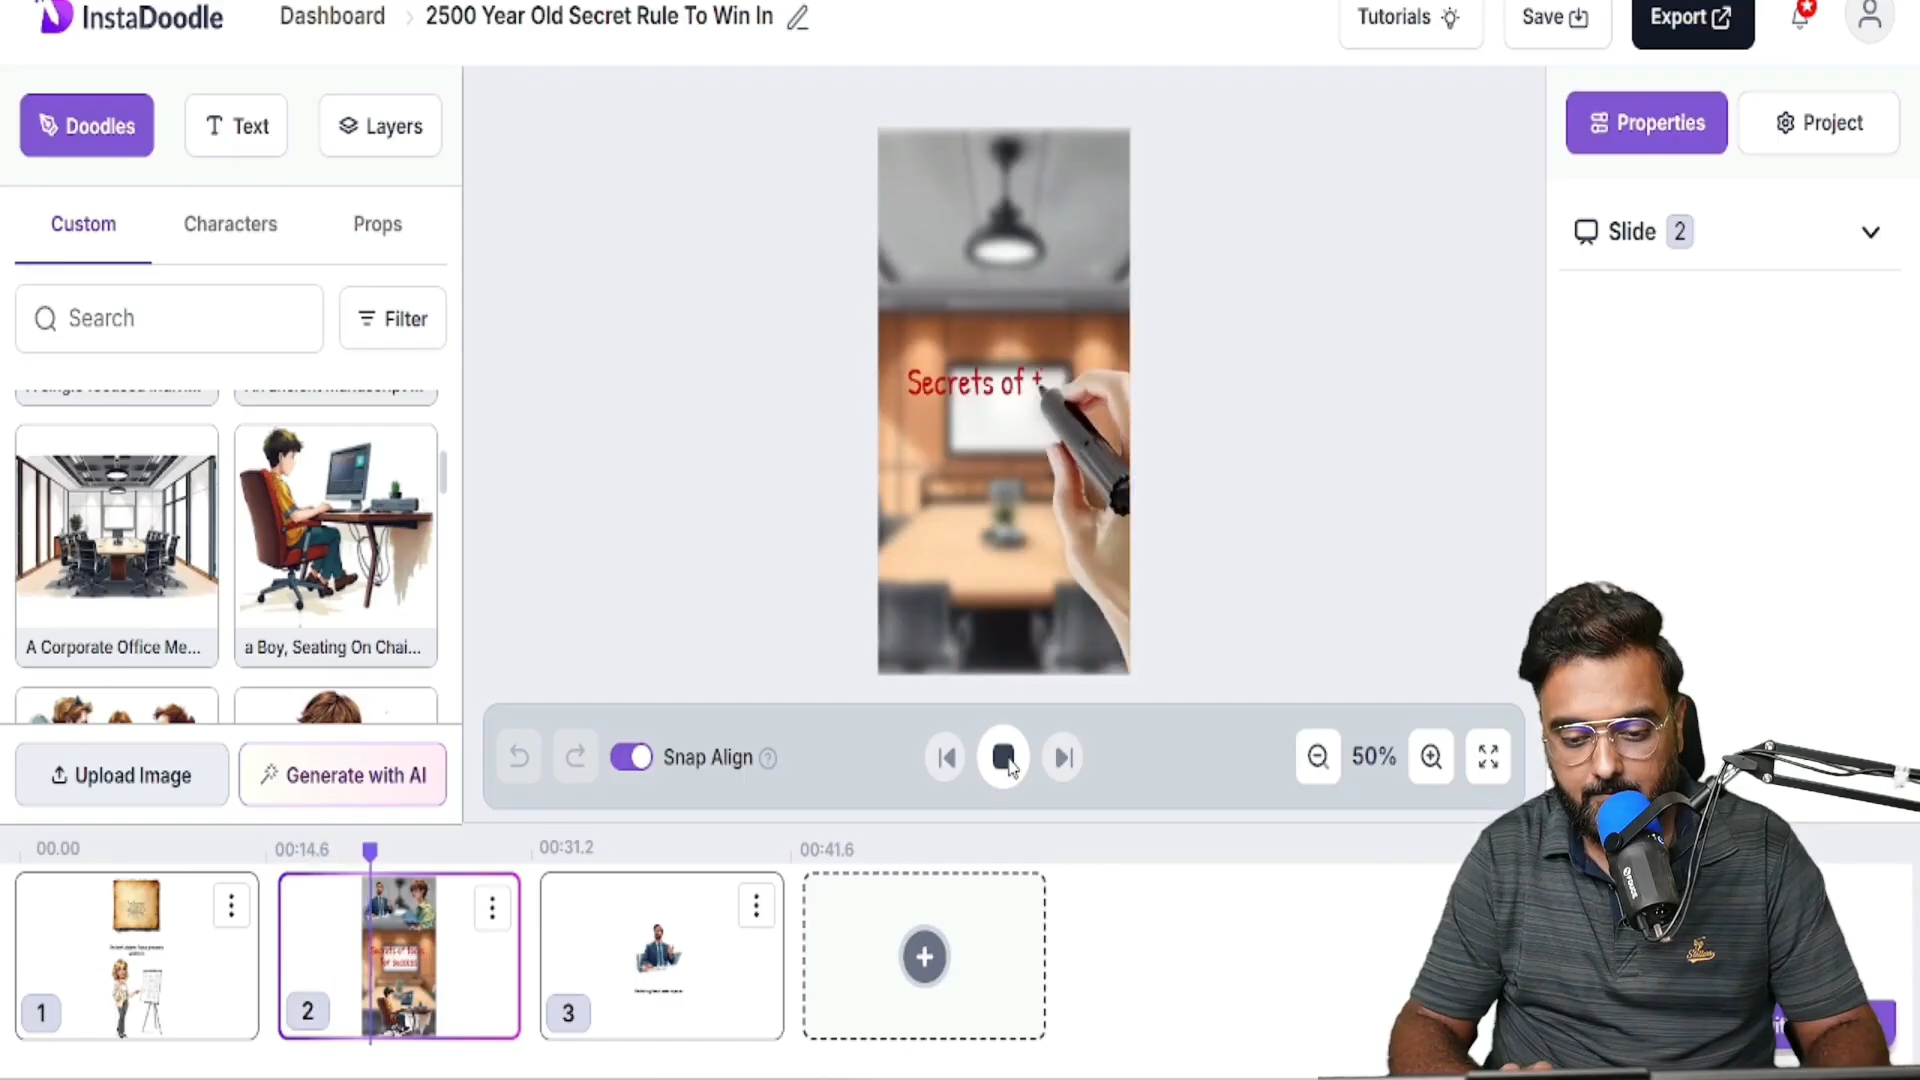 InstaDoodle
Dashboard
2500 Year Old Secret Rule To Win In
Tutorials
Save
Export
Doodles
Text
Layers
Properties
Project
Custom
Characters
Props
Slide 2
Search
Filter
Secrets of t
A Corporate Office Me...
a Boy, Seating On Chai...
Upload Image
Generate with AI
Snap Align
50%
00.00
00:14.6
00:31.2
00:41.6
1
2
3